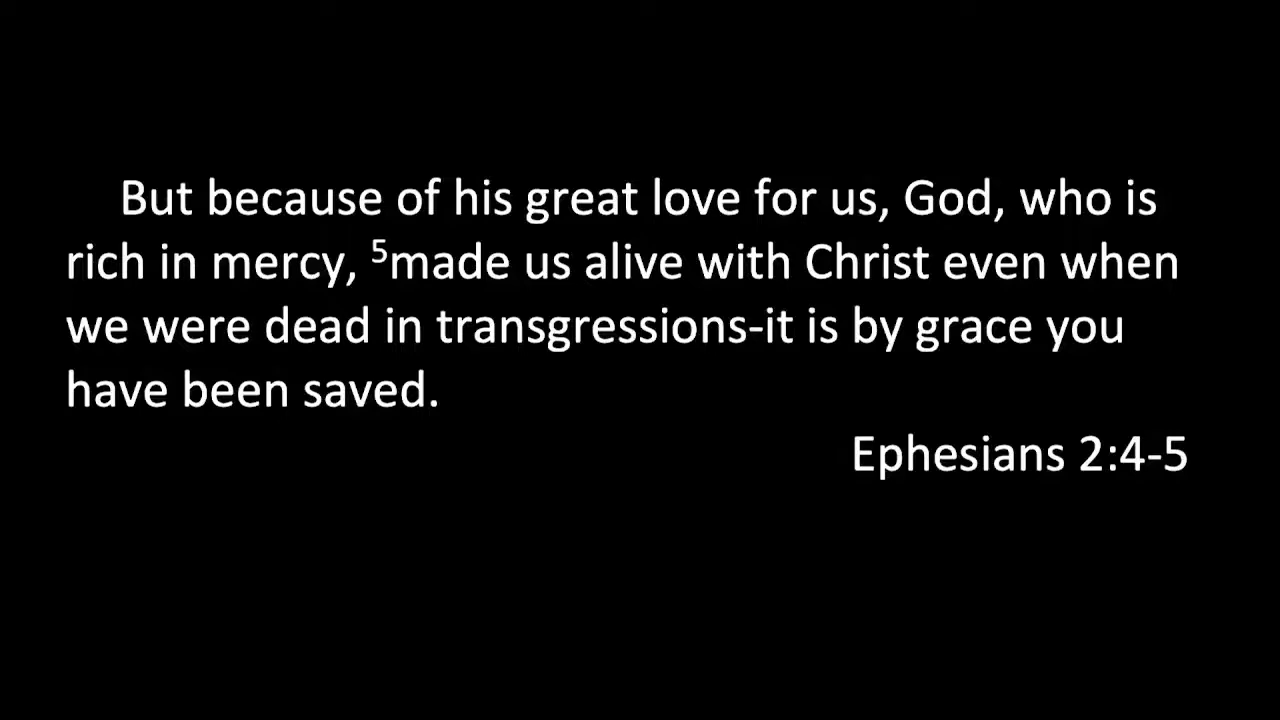 But because of his great love for us, God, who is
rich in mercy, ⁵made us alive with Christ even when
we were dead in transgressions-it is by grace you
have been saved.
Ephesians 2:4-5